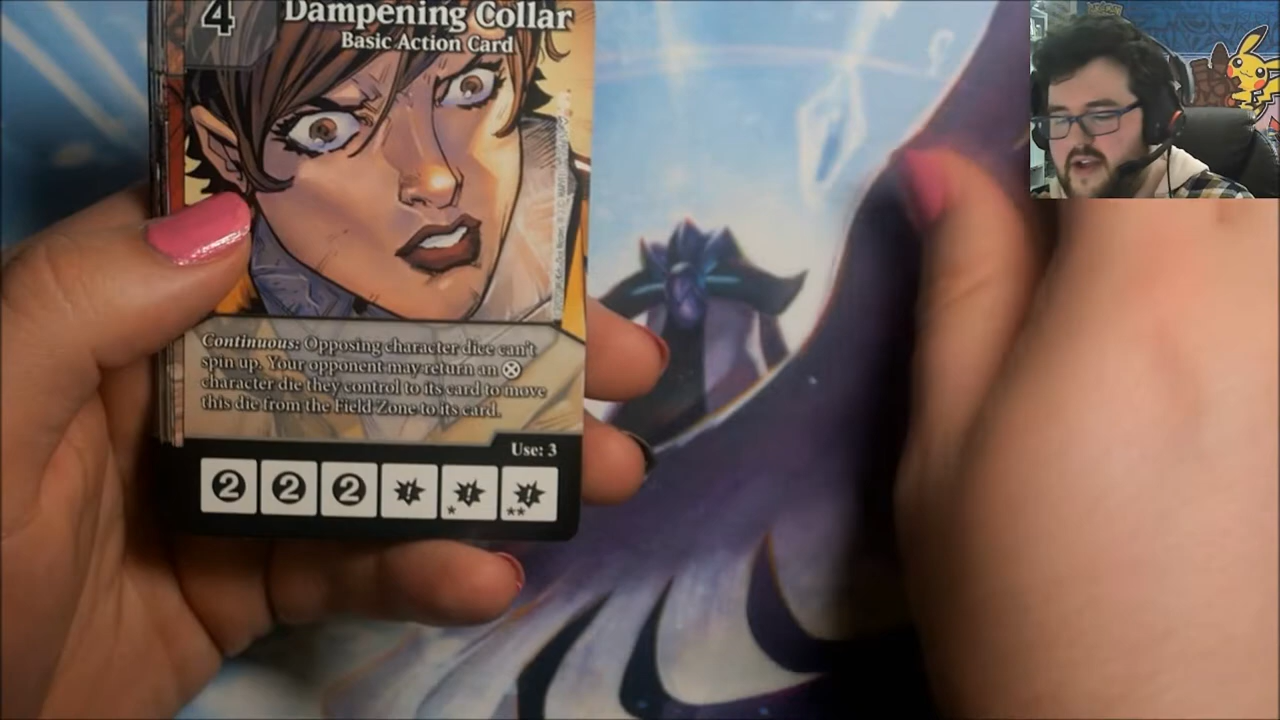 4
Dampening Collar
Basic Action Card
Continuous: Opposing character dice can't
spin up. Your opponent may return an
character die they control to its card to move
this die from the Field Zone to its card.
Use: 3
2 2 2 ! ! !
* **